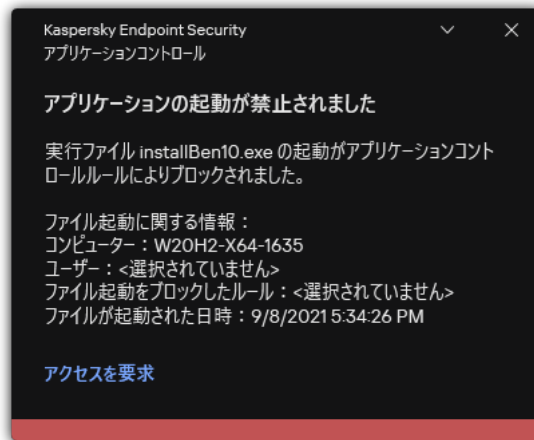 Kaspersky Endpoint Security
アプリケーションコントロール
アプリケーションの起動が禁止されました
実行ファイル installBen10.exe の起動がアプリケーションコント
ロールルールによりブロックされました。
ファイル起動に関する情報：
コンピューター：W20H2-X64-1635
ユーザー：<選択されていません>
ファイル起動をブロックしたルール：<選択されていません>
ファイルが起動された日時：9/8/2021 5:34:26 PM
アクセスを要求